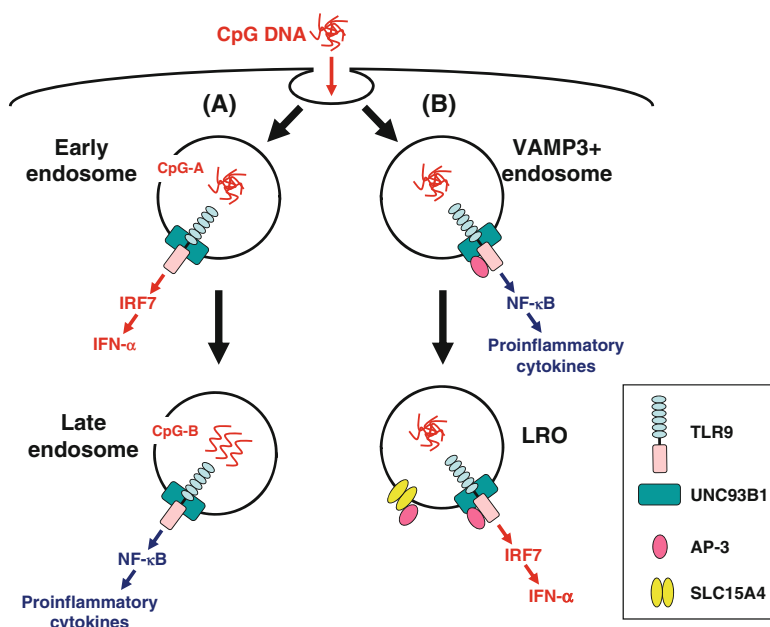 CpG DNA
(A)
(B)
Early
endosome
CpG-A
VAMP3+
endosome
IRF7
IFN-α
NF-κB
Proinflammatory
cytokines
Late
endosome
CpG-B
LRO
NF-κB
Proinflammatory
cytokines
IRF7
IFN-α
TLR9
UNC93B1
AP-3
SLC15A4